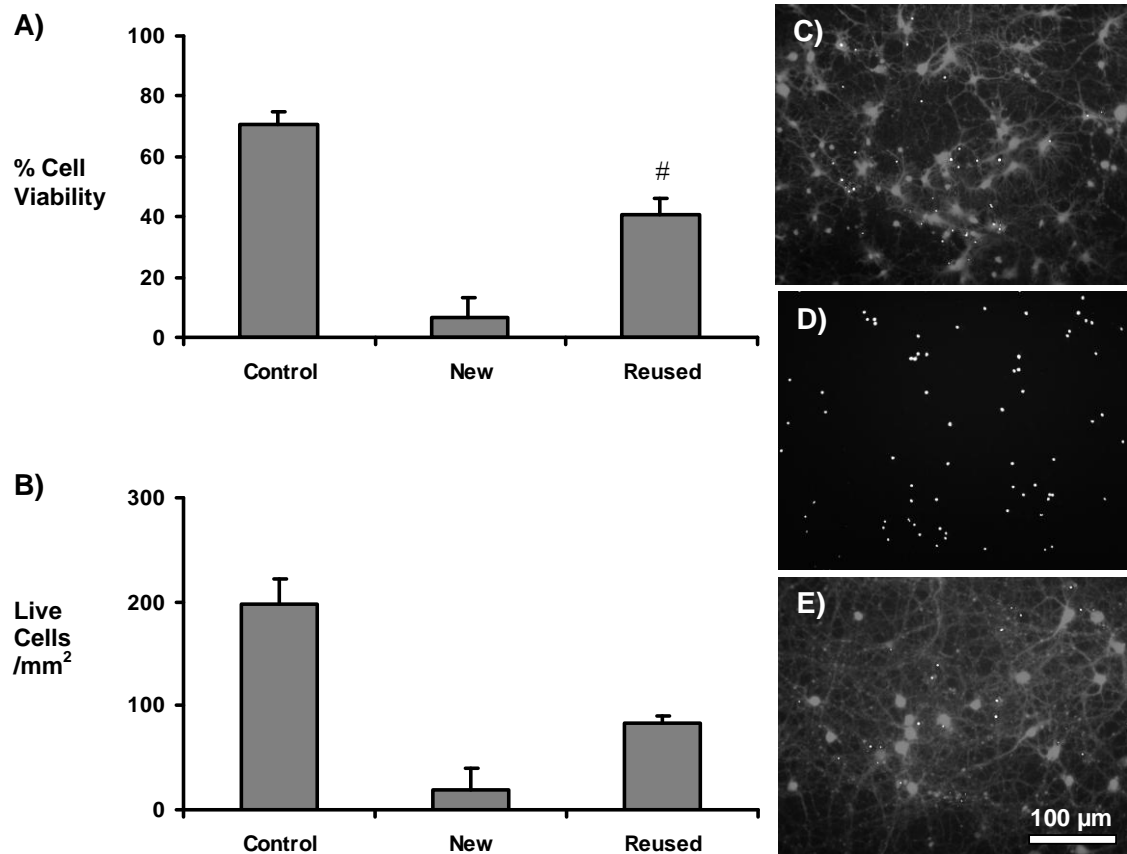 A)
100
80
60
40
20
0
% Cell
Viability
#
Control New Reused
B)
300
200
100
0
Live
Cells
/mm²
Control New Reused
C)
D)
E)
100 µm